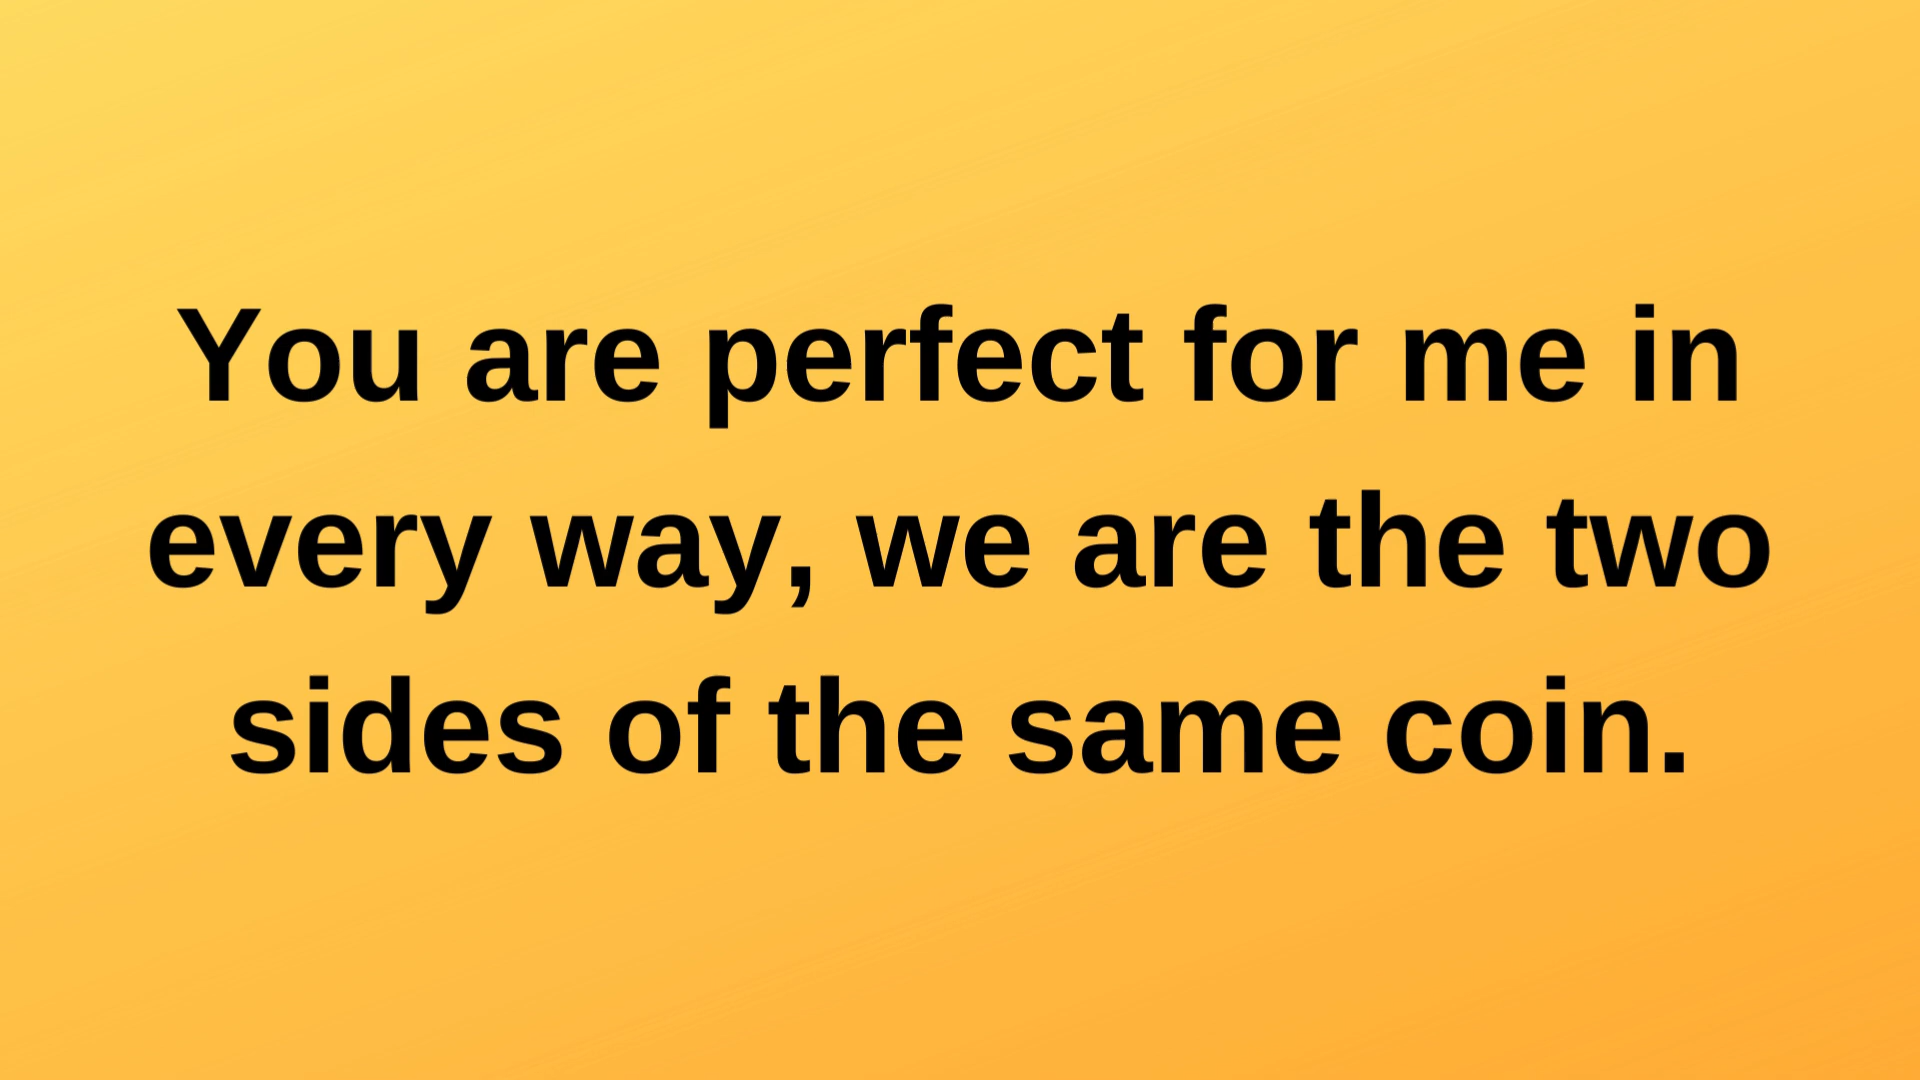 You are perfect for me in
every way, we are the two
sides of the same coin.